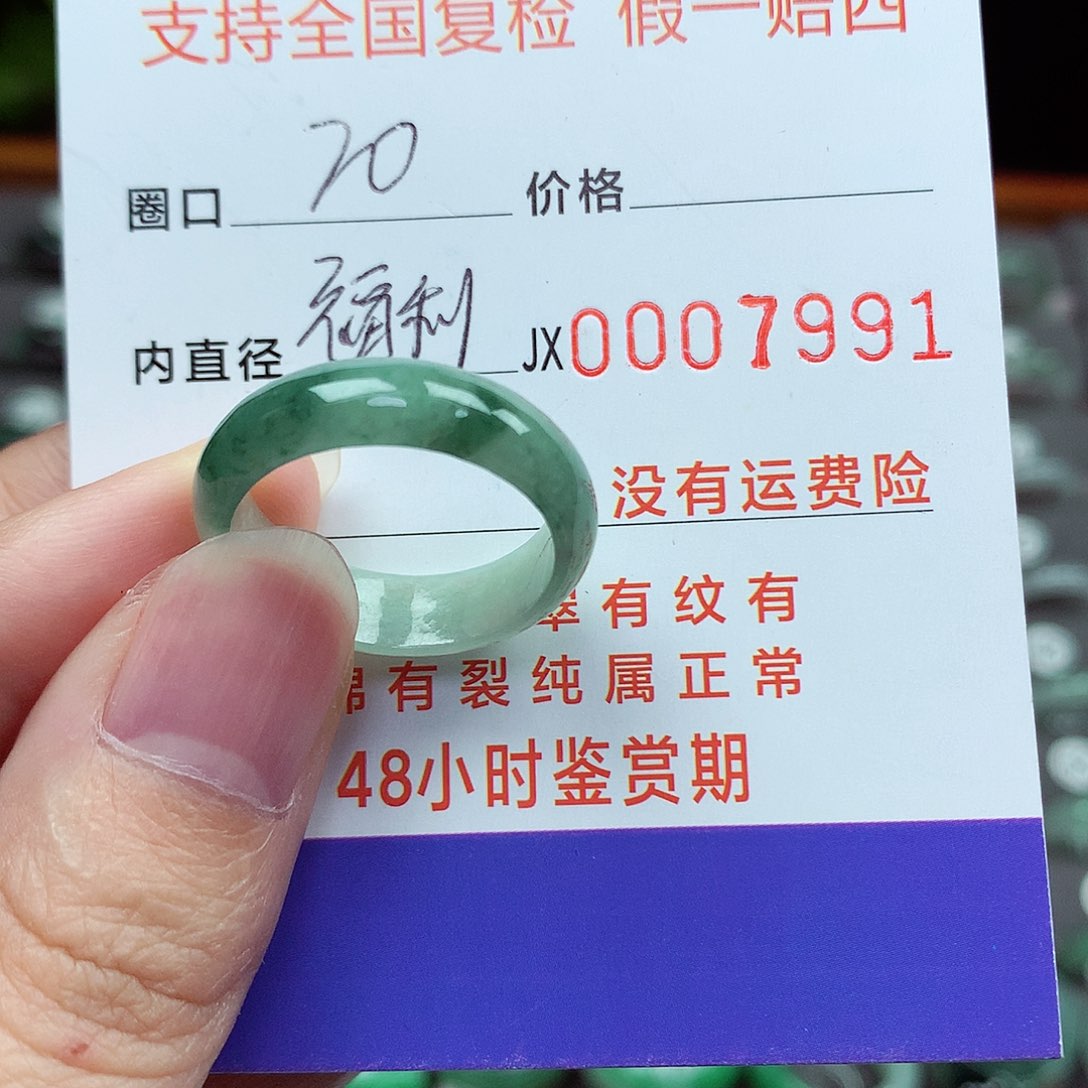 支持全国复检 假一赔四
圈口 20 价格
内直径 福利 JX0007991
没有运费险
翠有纹有
棉有裂纯属正常
48小时鉴赏期